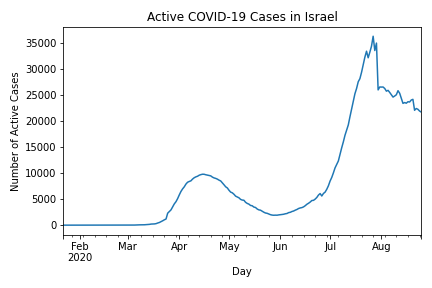 Active COVID-19 Cases in Israel
Number of Active Cases
35000
30000
25000
20000
15000
10000
5000
0
Feb Mar Apr May Jun Jul Aug
2020
Day